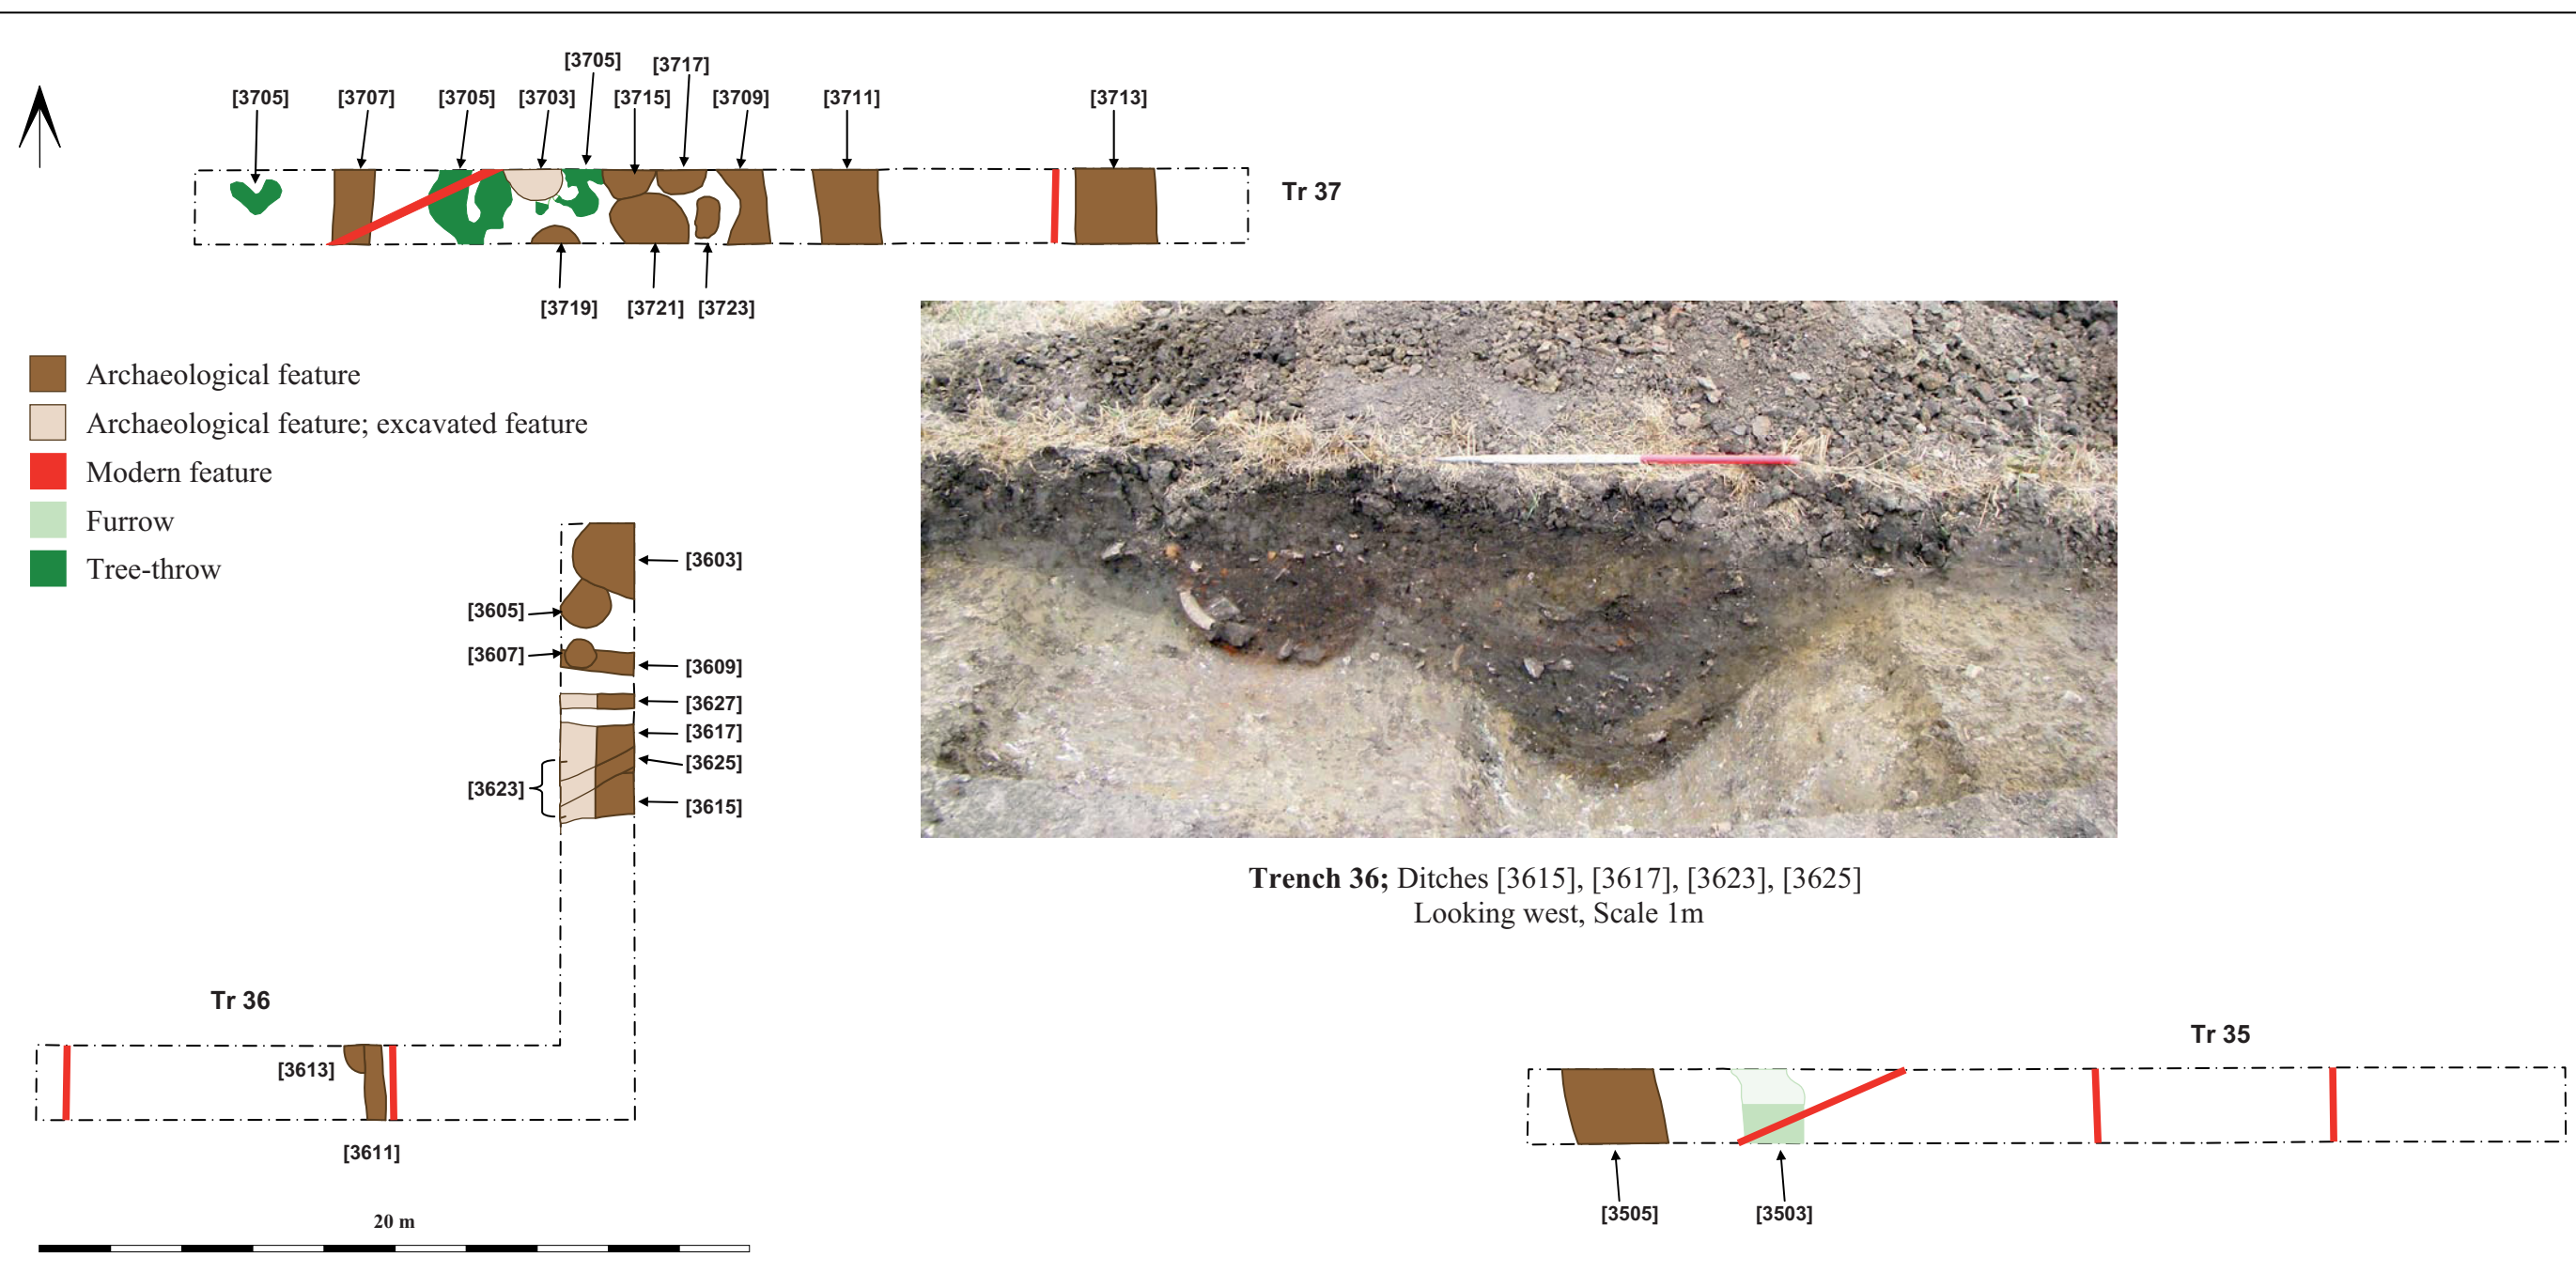 [3705] [3717]
[3705] [3707] [3705] [3703] [3715] [3709] [3711] [3713]
Tr 37
[3719] [3721] [3723]
Archaeological feature
Archaeological feature; excavated feature
Modern feature
Furrow
Tree-throw
[3603]
[3605]
[3607]
[3609]
[3627]
[3617]
[3625]
[3623]
[3615]
Trench 36; Ditches [3615], [3617], [3623], [3625]
Looking west, Scale 1m
Tr 36
[3613]
[3611]
Tr 35
[3505] [3503]
20 m